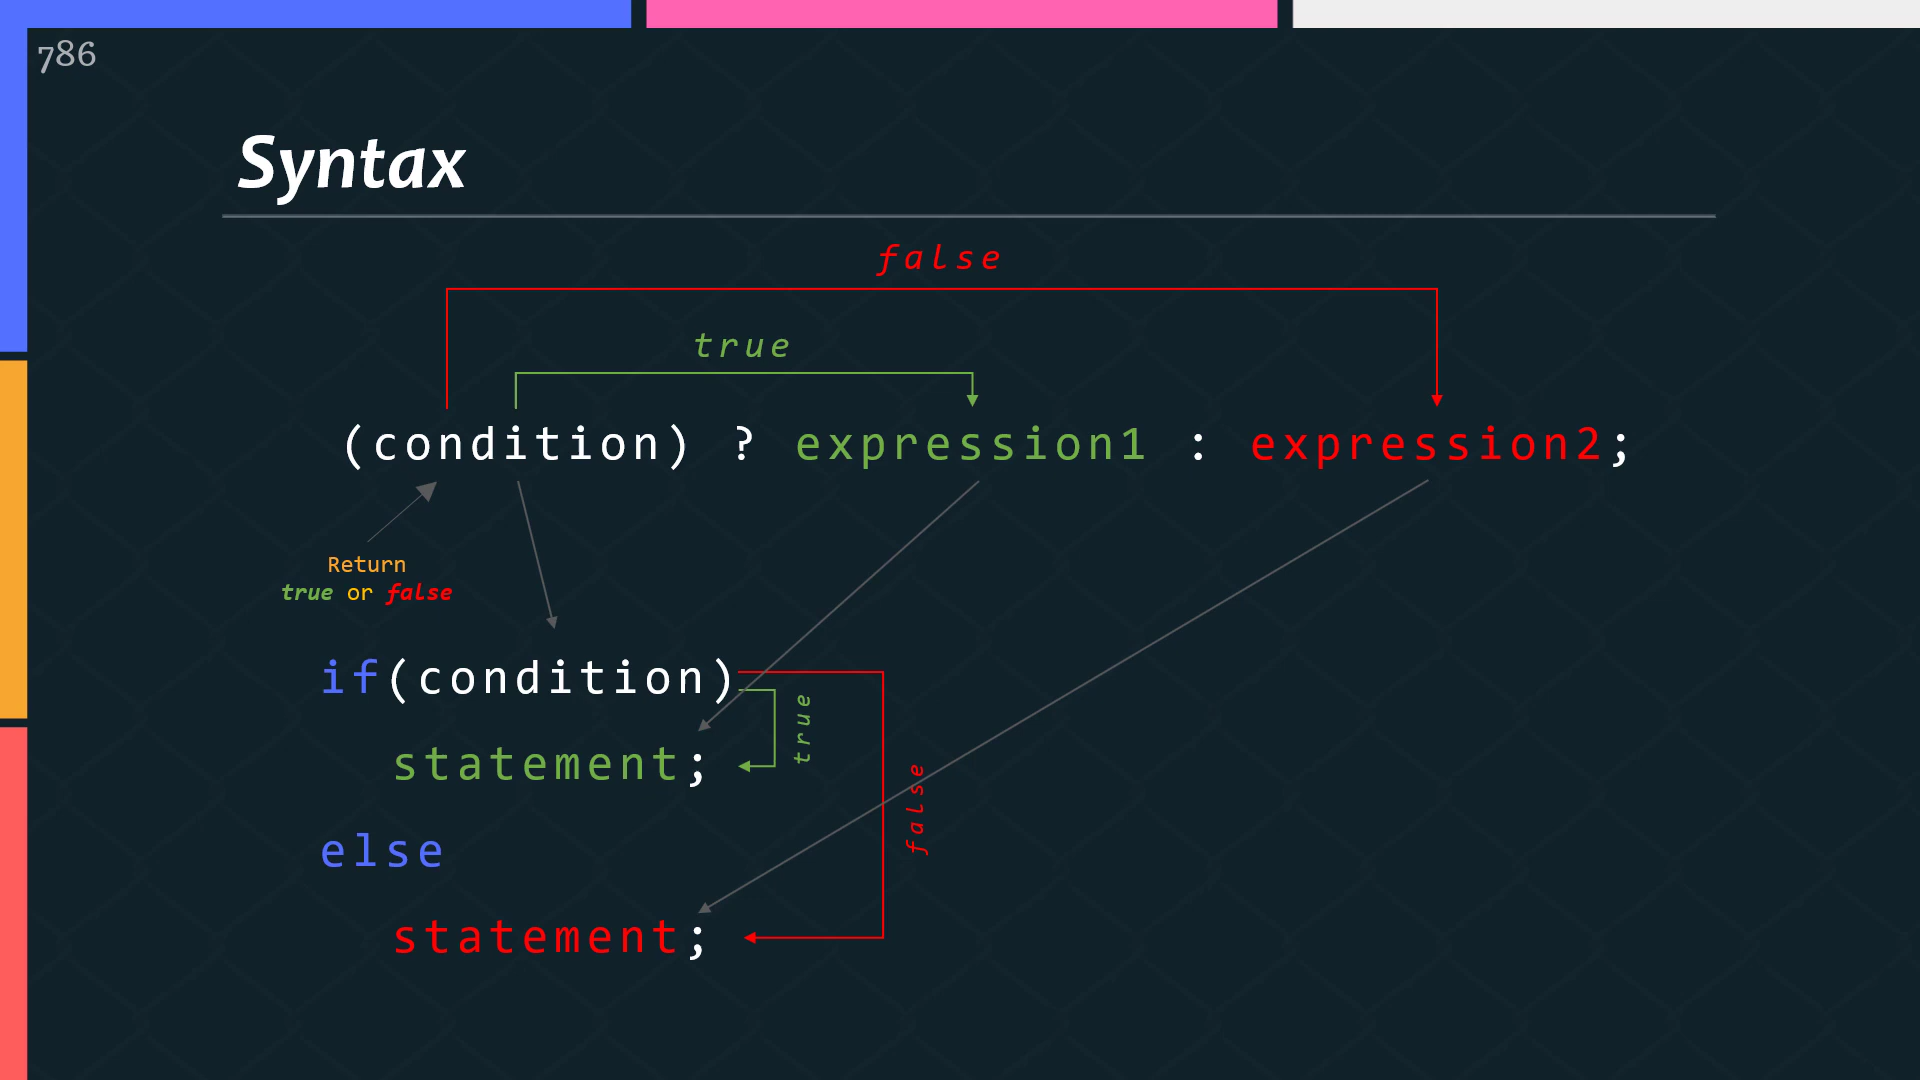 786
Syntax
false
true
(condition) ? expression1 : expression2;
Return
true or false
if(condition)
true
statement;
false
else
statement;